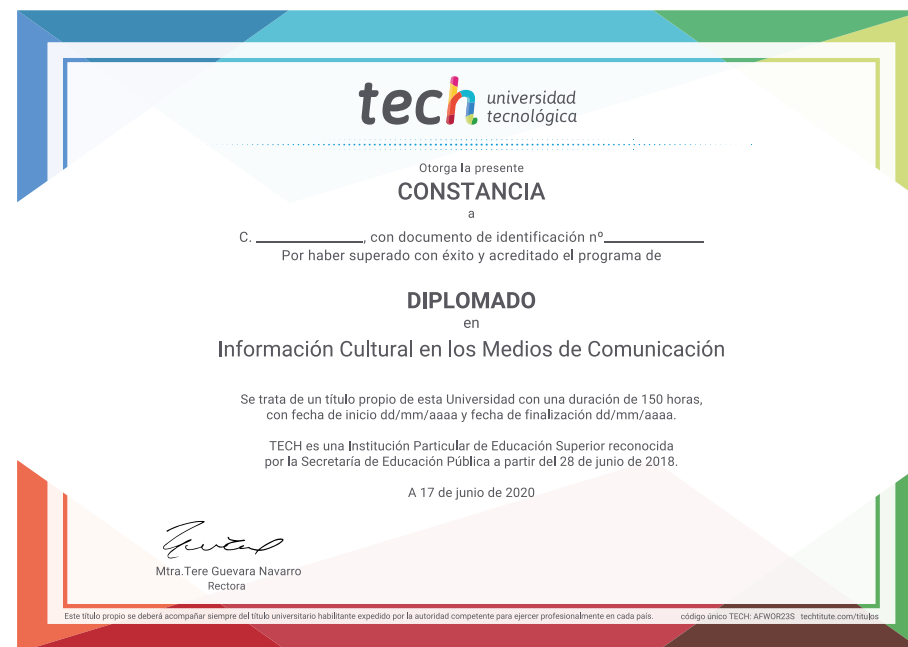 tech universidad
tecnológica
Otorga la presente
CONSTANCIA
a
C. ____________, con documento de identificación nº____________
Por haber superado con éxito y acreditado el programa de
DIPLOMADO
en
Información Cultural en los Medios de Comunicación
Se trata de un título propio de esta Universidad con una duración de 150 horas,
con fecha de inicio dd/mm/aaaa y fecha de finalización dd/mm/aaaa.
TECH es una Institución Particular de Educación Superior reconocida
por la Secretaría de Educación Pública a partir del 28 de junio de 2018.
A 17 de junio de 2020
Mtra.Tere Guevara Navarro
Rectora
Este título propio se deberá acompañar siempre del título universitario habilitante expedido por la autoridad competente para ejercer profesionalmente en cada país. código único TECH: AFWOR23S techtitute.com/titulos